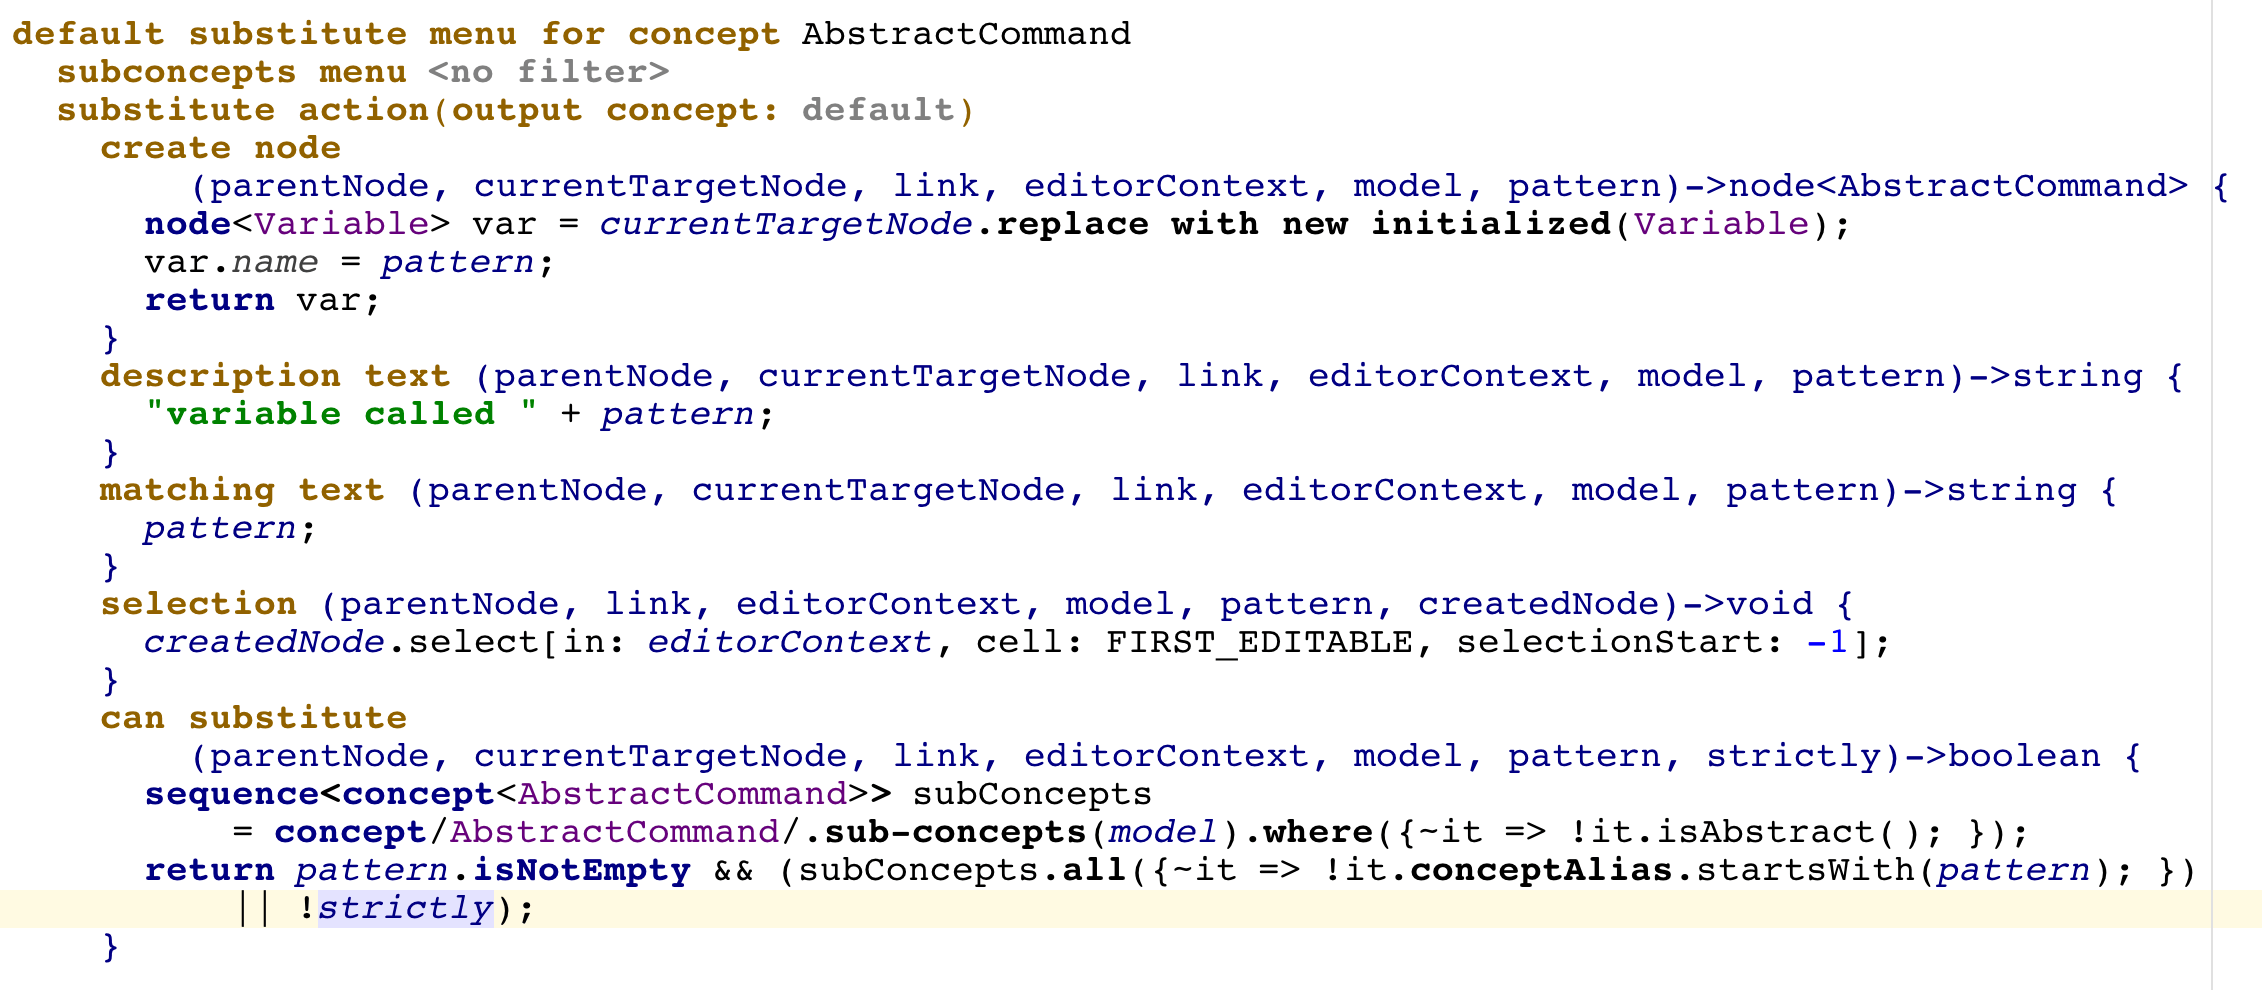 default substitute menu for concept AbstractCommand
subconcepts menu <no filter>
substitute action(output concept: default)
create node
(parentNode, currentTargetNode, link, editorContext, model, pattern)->node<AbstractCommand> {
node<Variable> var = currentTargetNode.replace with new initialized(Variable);
var.name = pattern;
return var;
}
description text (parentNode, currentTargetNode, link, editorContext, model, pattern)->string {
"variable called " + pattern;
}
matching text (parentNode, currentTargetNode, link, editorContext, model, pattern)->string {
pattern;
}
selection (parentNode, link, editorContext, model, pattern, createdNode)->void {
createdNode.select[in: editorContext, cell: FIRST_EDITABLE, selectionStart: -1];
}
can substitute
(parentNode, currentTargetNode, link, editorContext, model, pattern, strictly)->boolean {
sequence<concept<AbstractCommand>> subConcepts
= concept/AbstractCommand/.sub-concepts(model).where({~it => !it.isAbstract(); });
return pattern.isNotEmpty && (subConcepts.all({~it => !it.conceptAlias.startsWith(pattern); })
|| !strictly);
}